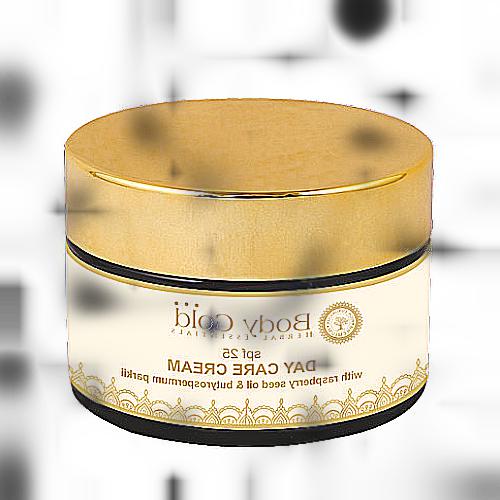 Body Gold
HERBAL ESSENTIALS
spf 25
DAY CARE CREAM
with raspberry seed oil & butyrospermum parkii